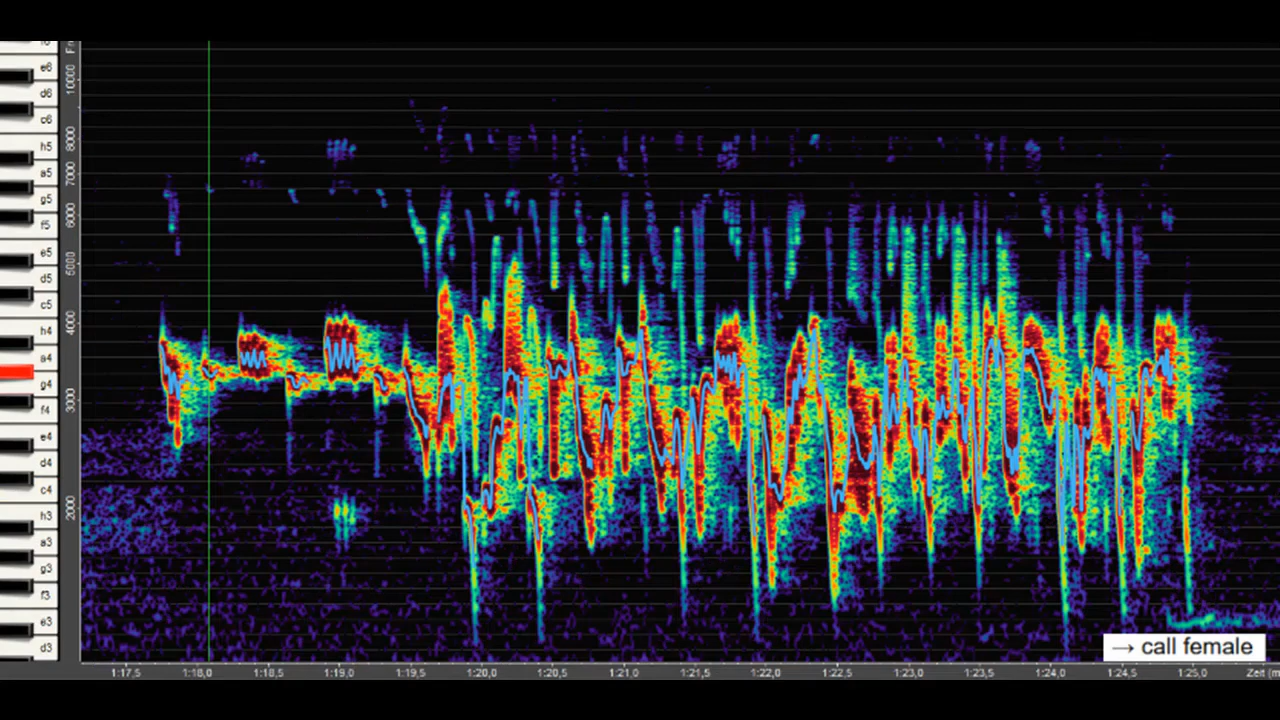 e6
d6
c6
h5
a5
g5
f5
e5
d5
c5
h4
a4
g4
f4
e4
d4
c4
h3
a3
g3
f3
e3
d3
10000
8000
7000
6000
5000
4000
3000
2000
→ call female
1:17,5 1:18,0 1:18,5 1:19,0 1:19,5 1:20,0 1:20,5 1:21,0 1:21,5 1:22,0 1:22,5 1:23,0 1:23,5 1:24,0 1:24,5 1:25,0 Zeit (m